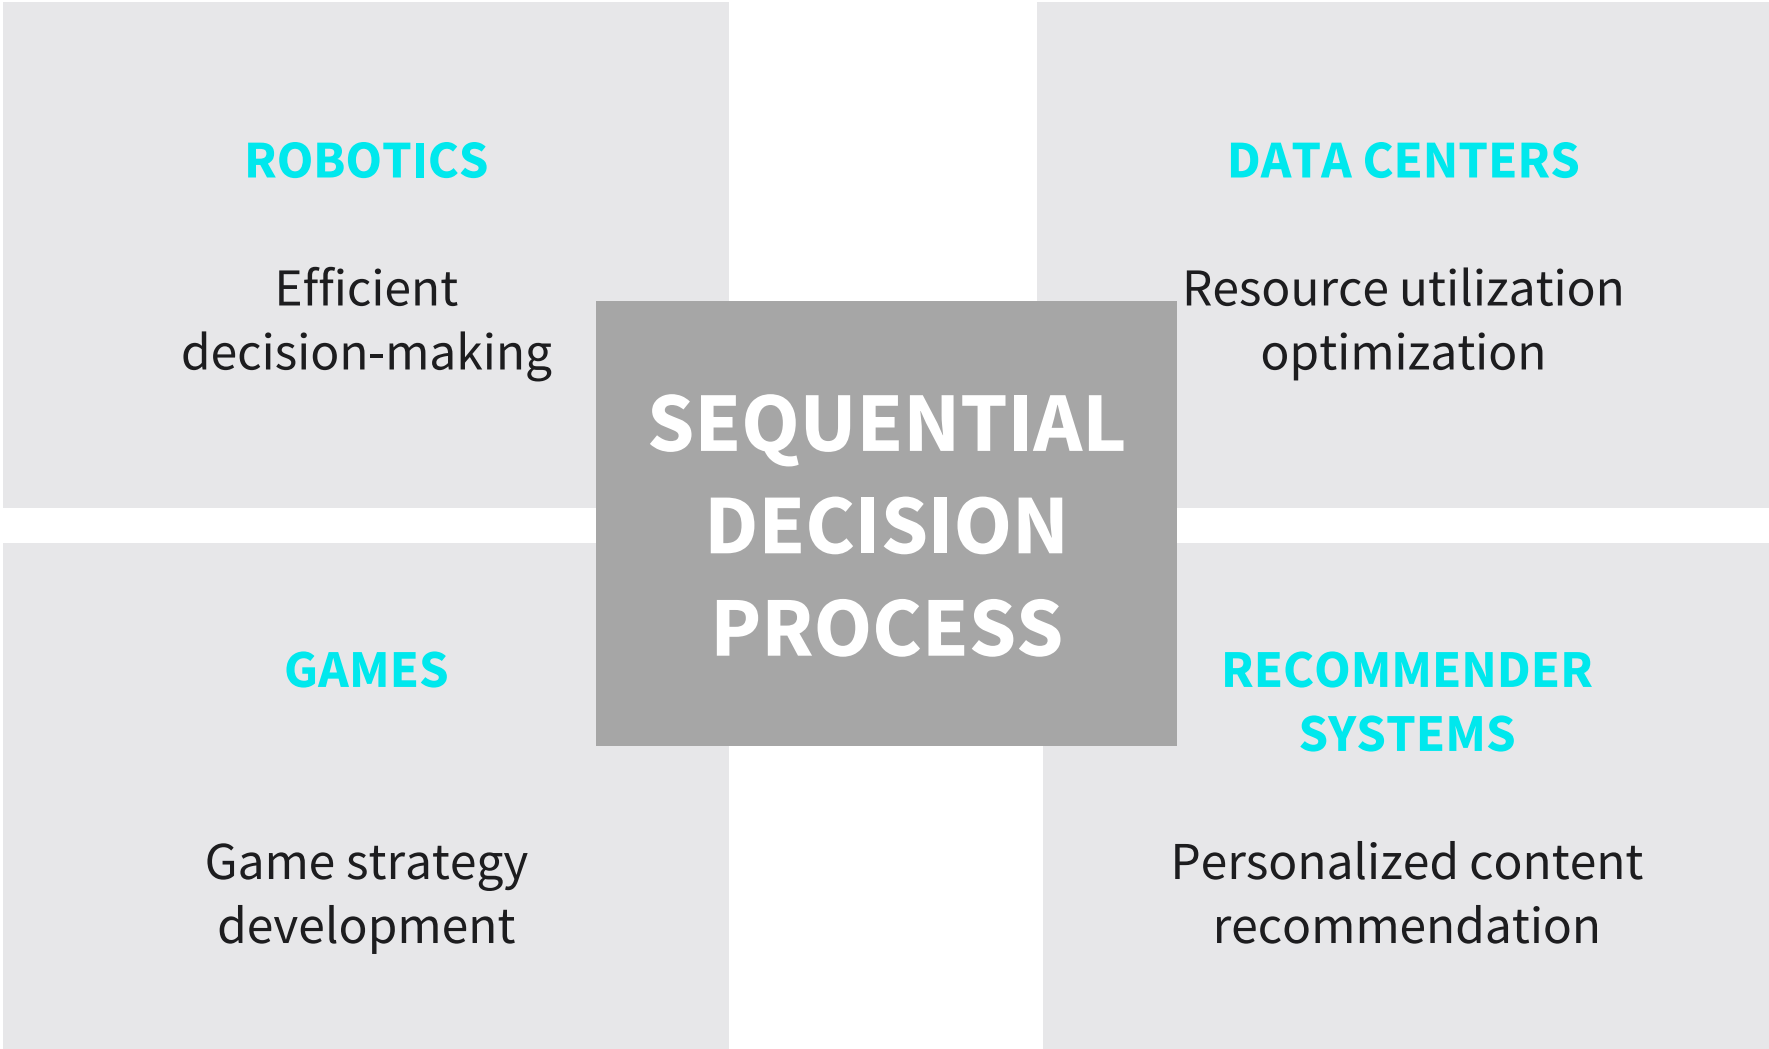 ROBOTICS
Efficient
decision-making
DATA CENTERS
Resource utilization
optimization
SEQUENTIAL
DECISION
PROCESS
GAMES
Game strategy
development
RECOMMENDER
SYSTEMS
Personalized content
recommendation